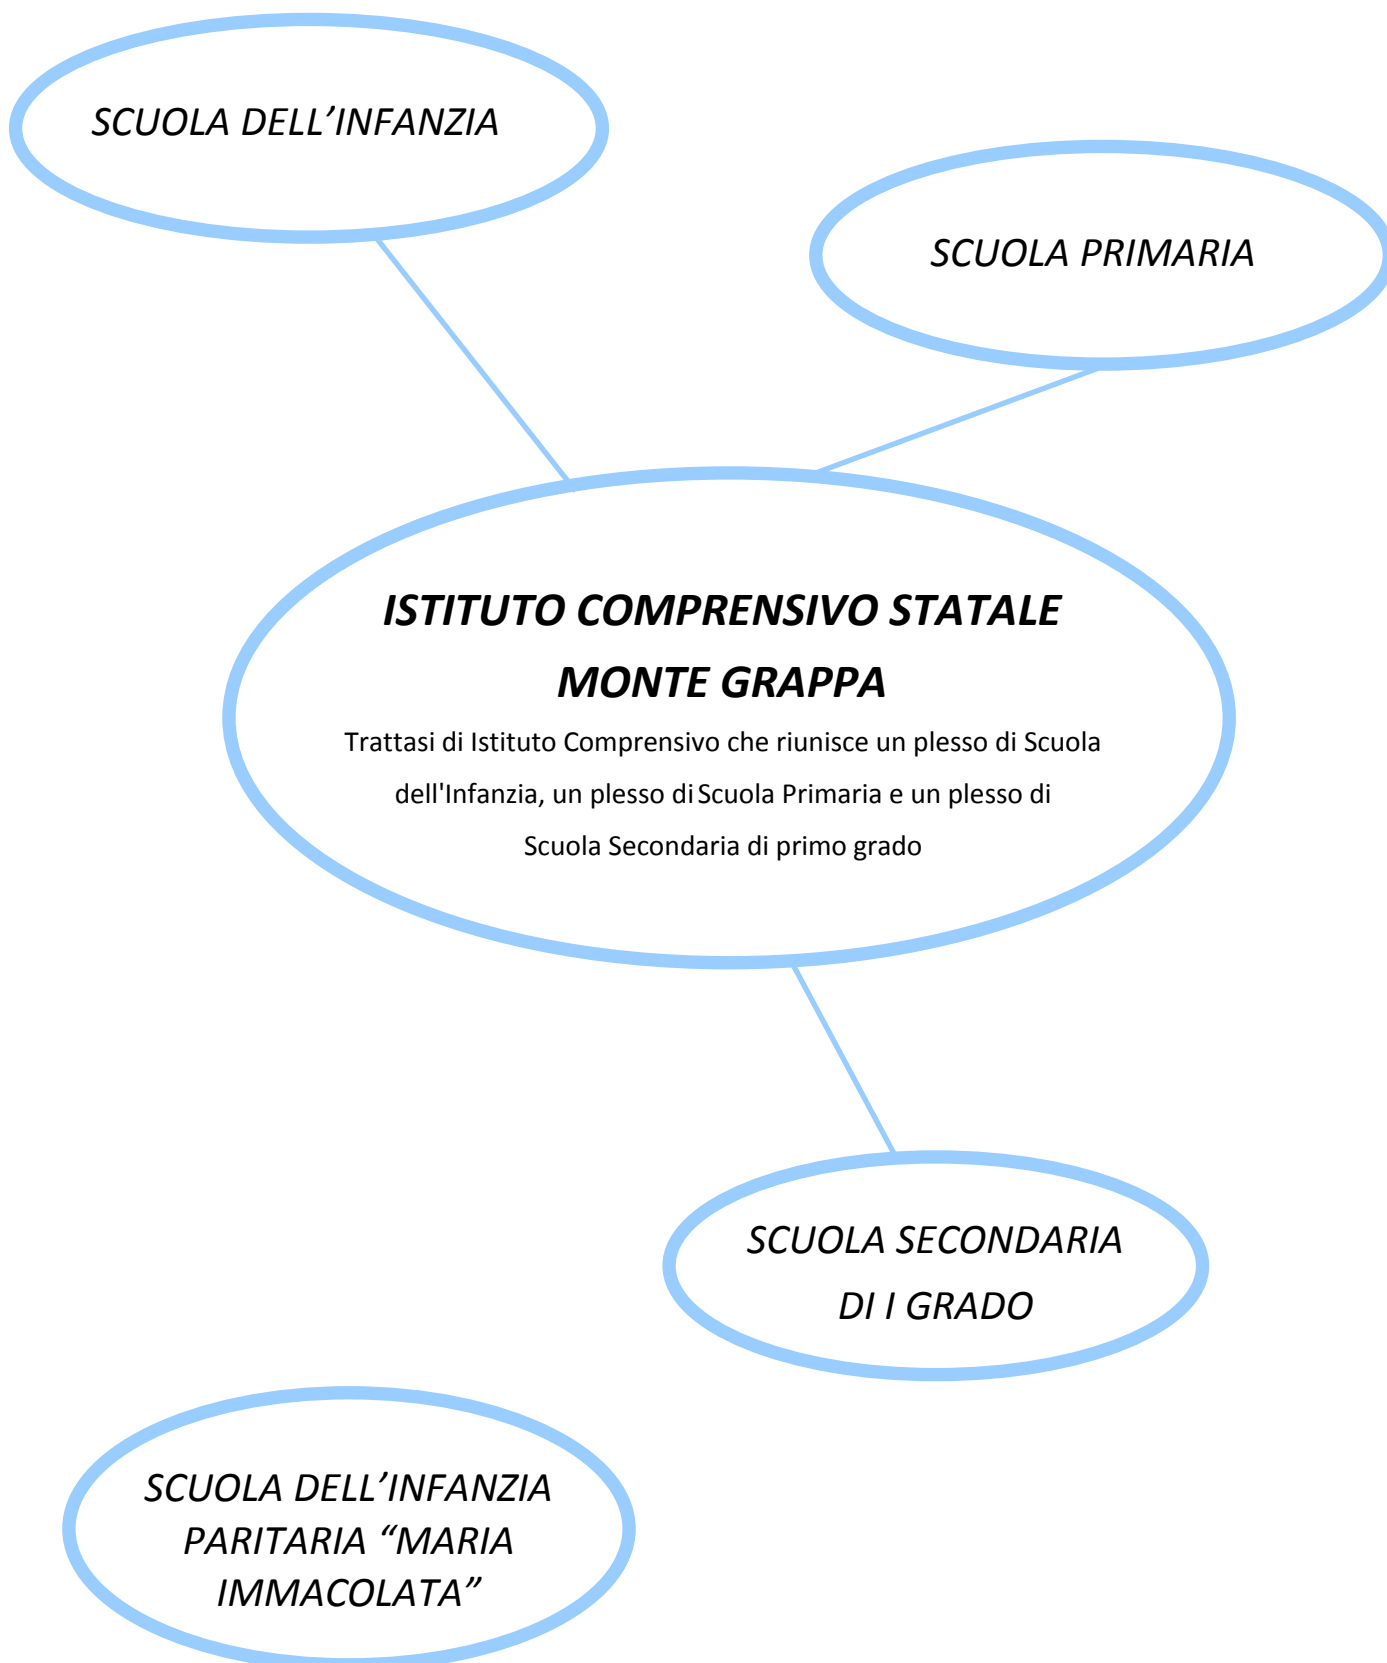 SCUOLA DELL’INFANZIA
SCUOLA PRIMARIA
ISTITUTO COMPRENSIVO STATALE
MONTE GRAPPA
Trattasi di Istituto Comprensivo che riunisce un plesso di Scuola
dell'Infanzia, un plesso di Scuola Primaria e un plesso di
Scuola Secondaria di primo grado
SCUOLA SECONDARIA
DI I GRADO
SCUOLA DELL’INFANZIA
PARITARIA “MARIA
IMMACOLATA”